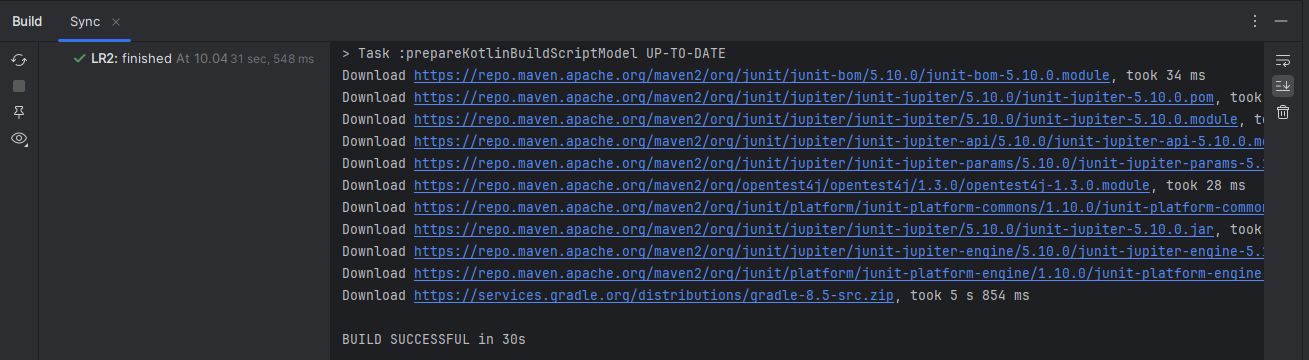 Build Sync
LR2: finished At 10.04 31 sec, 548 ms
> Task :prepareKotlinBuildScriptModel UP-TO-DATE
Download https://repo.maven.apache.org/maven2/org/junit/junit-bom/5.10.0/junit-bom-5.10.0.module, took 34 ms
Download https://repo.maven.apache.org/maven2/org/junit/jupiter/junit-jupiter/5.10.0/junit-jupiter-5.10.0.pom, took
Download https://repo.maven.apache.org/maven2/org/junit/jupiter/junit-jupiter/5.10.0/junit-jupiter-5.10.0.module, to
Download https://repo.maven.apache.org/maven2/org/junit/jupiter/junit-jupiter-api/5.10.0/junit-jupiter-api-5.10.0.mo
Download https://repo.maven.apache.org/maven2/org/junit/jupiter/junit-jupiter-params/5.10.0/junit-jupiter-params-5.1
Download https://repo.maven.apache.org/maven2/org/opentest4j/opentest4j/1.3.0/opentest4j-1.3.0.module, took 28 ms
Download https://repo.maven.apache.org/maven2/org/junit/platform/junit-platform-commons/1.10.0/junit-platform-common
Download https://repo.maven.apache.org/maven2/org/junit/jupiter/junit-jupiter/5.10.0/junit-jupiter-5.10.0.jar, took
Download https://repo.maven.apache.org/maven2/org/junit/jupiter/junit-jupiter-engine/5.10.0/junit-jupiter-engine-5.1
Download https://repo.maven.apache.org/maven2/org/junit/platform/junit-platform-engine/1.10.0/junit-platform-engine-
Download https://services.gradle.org/distributions/gradle-8.5-src.zip, took 5 s 854 ms
BUILD SUCCESSFUL in 30s